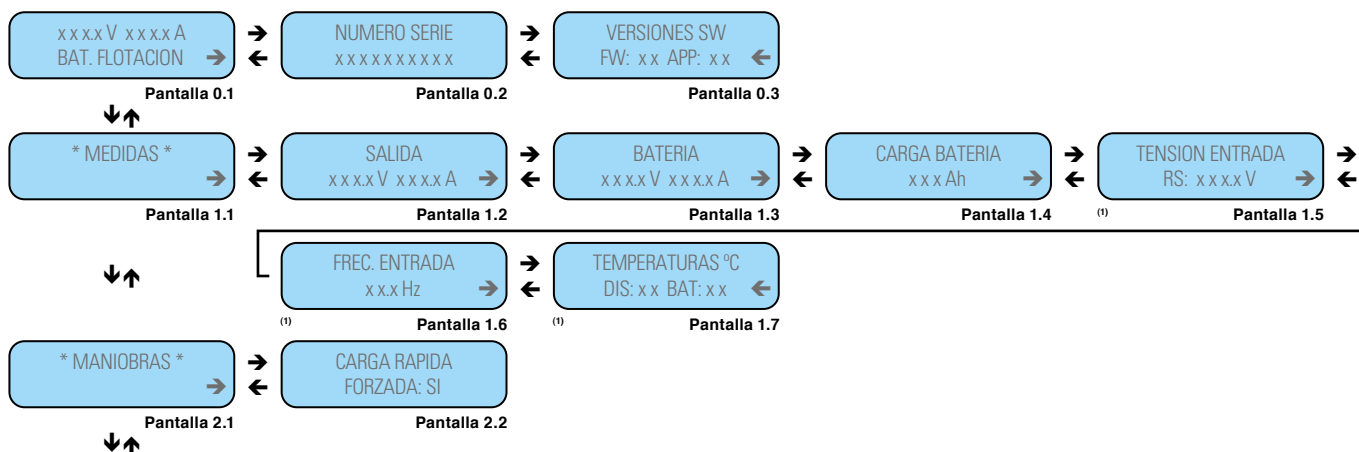 x x x.x V x x x.x A
BAT. FLOTACION
Pantalla 0.1
NUMERO SERIE
x x x x x x x x x x
Pantalla 0.2
VERSIONES SW
FW: x x APP: x x
Pantalla 0.3
* MEDIDAS *
Pantalla 1.1
SALIDA
x x x.x V x x x.x A
Pantalla 1.2
BATERIA
x x x.x V x x x.x A
Pantalla 1.3
CARGA BATERIA
x x x Ah
Pantalla 1.4
TENSION ENTRADA
RS: x x x.x V
(1) Pantalla 1.5
FREC. ENTRADA
x x.x Hz
(1) Pantalla 1.6
TEMPERATURAS ºC
DIS: x x BAT: x x
(1) Pantalla 1.7
* MANIOBRAS *
Pantalla 2.1
CARGA RAPIDA
FORZADA: SI
Pantalla 2.2